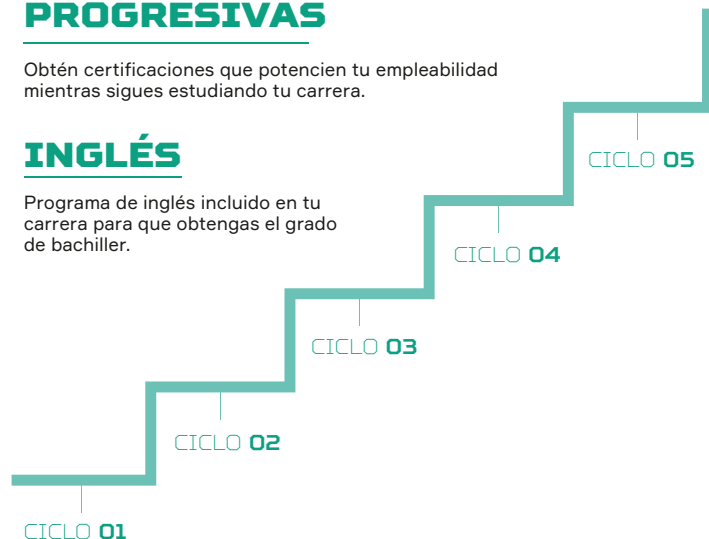 PROGRESIVAS
Obtén certificaciones que potencien tu empleabilidad
mientras sigues estudiando tu carrera.
INGLÉS
Programa de inglés incluido en tu
carrera para que obtengas el grado
de bachiller.
CICLO 05
CICLO 04
CICLO 03
CICLO 02
CICLO 01